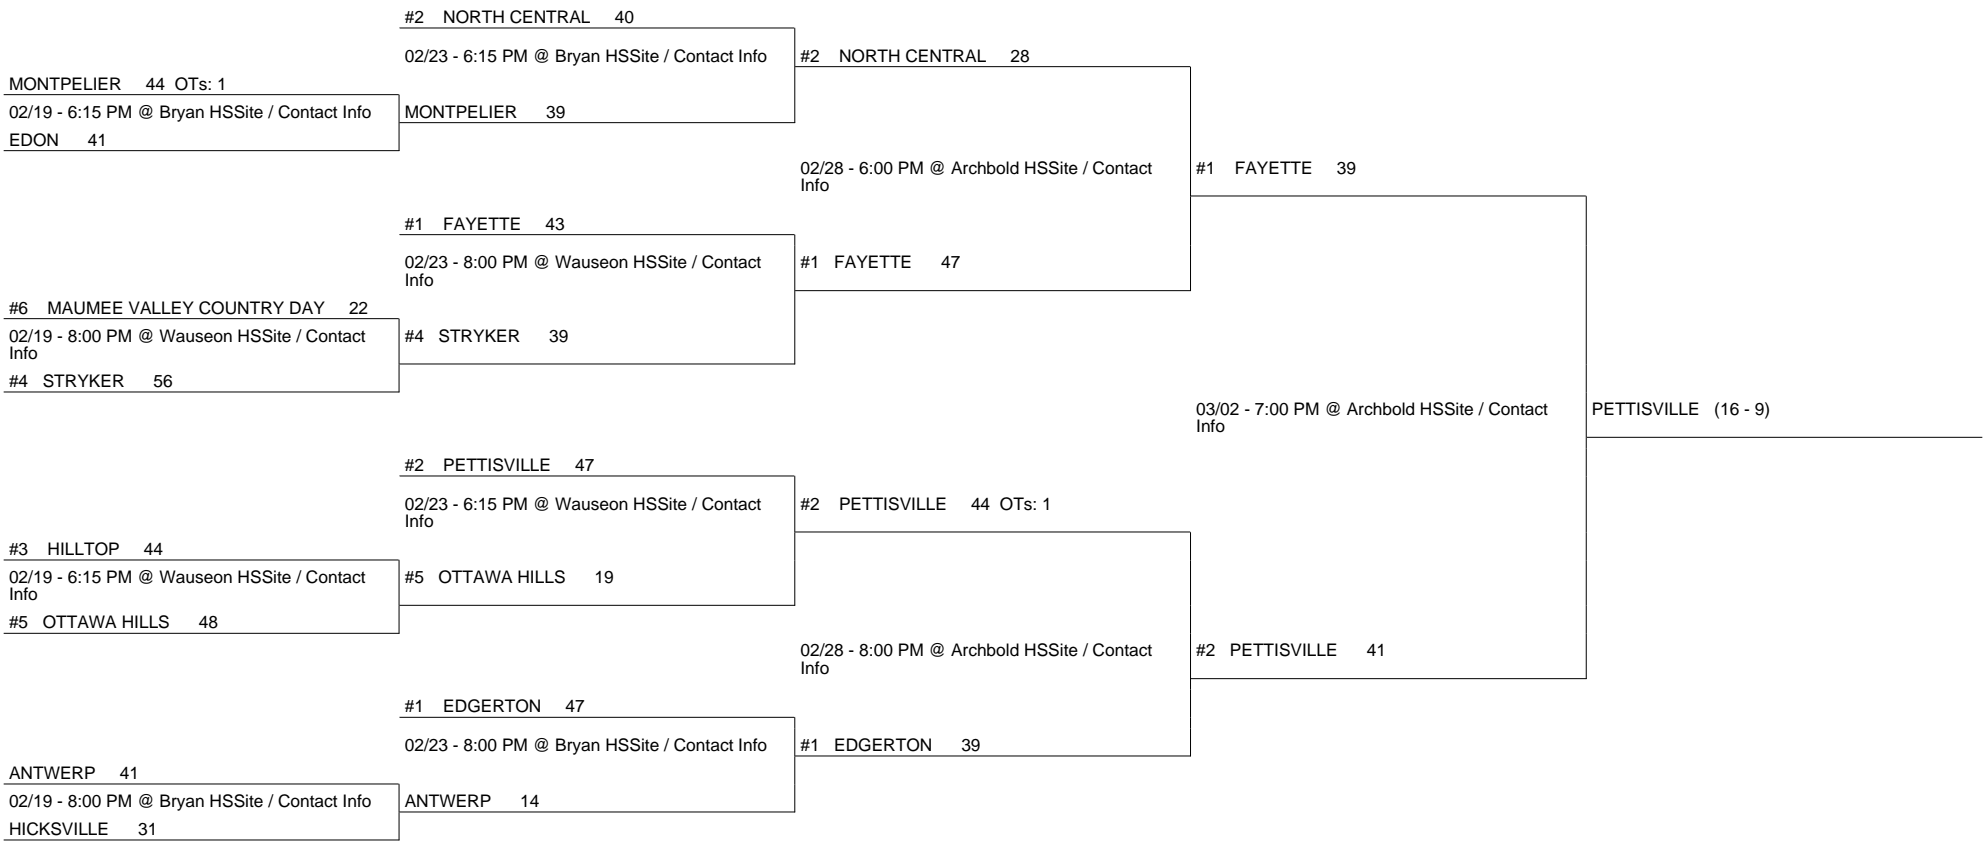 #2 NORTH CENTRAL 40
02/23 - 6:15 PM @ Bryan HSSite / Contact Info
#2 NORTH CENTRAL 28
MONTPELIER 44 OTs: 1
02/19 - 6:15 PM @ Bryan HSSite / Contact Info
MONTPELIER 39
EDON 41
02/28 - 6:00 PM @ Archbold HSSite / Contact
Info
#1 FAYETTE 39
#1 FAYETTE 43
02/23 - 8:00 PM @ Wauseon HSSite / Contact
Info
#1 FAYETTE 47
#6 MAUMEE VALLEY COUNTRY DAY 22
02/19 - 8:00 PM @ Wauseon HSSite / Contact
Info
#4 STRYKER 39
#4 STRYKER 56
03/02 - 7:00 PM @ Archbold HSSite / Contact
Info
PETTISVILLE (16 - 9)
#2 PETTISVILLE 47
02/23 - 6:15 PM @ Wauseon HSSite / Contact
Info
#2 PETTISVILLE 44 OTs: 1
#3 HILLTOP 44
02/19 - 6:15 PM @ Wauseon HSSite / Contact
Info
#5 OTTAWA HILLS 19
#5 OTTAWA HILLS 48
02/28 - 8:00 PM @ Archbold HSSite / Contact
Info
#2 PETTISVILLE 41
#1 EDGERTON 47
02/23 - 8:00 PM @ Bryan HSSite / Contact Info
#1 EDGERTON 39
ANTWERP 41
02/19 - 8:00 PM @ Bryan HSSite / Contact Info
ANTWERP 14
HICKSVILLE 31